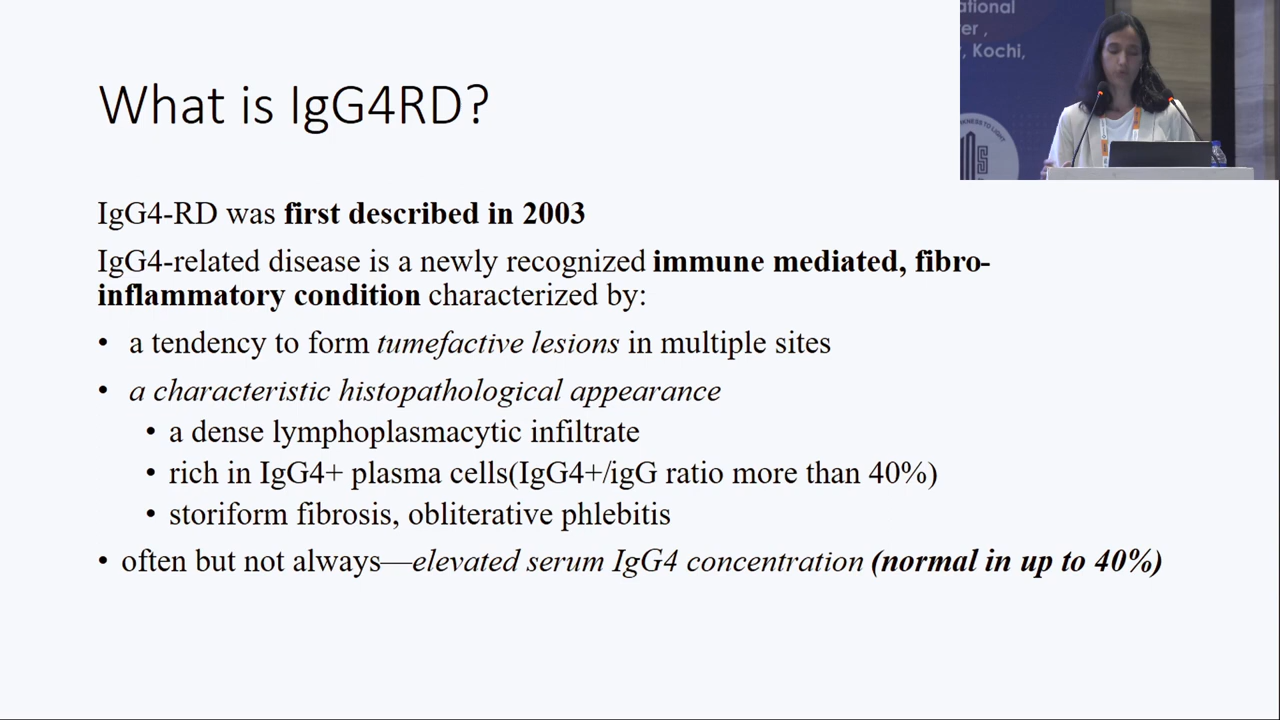 What is IgG4RD?
IgG4-RD was first described in 2003
IgG4-related disease is a newly recognized immune mediated, fibro-
inflammatory condition characterized by:
• a tendency to form tumefactive lesions in multiple sites
• a characteristic histopathological appearance
• a dense lymphoplasmacytic infiltrate
• rich in IgG4+ plasma cells(IgG4+/igG ratio more than 40%)
• storiform fibrosis, obliterative phlebitis
• often but not always—elevated serum IgG4 concentration (normal in up to 40%)
ational
er ,
, Kochi,
TO LIGHT